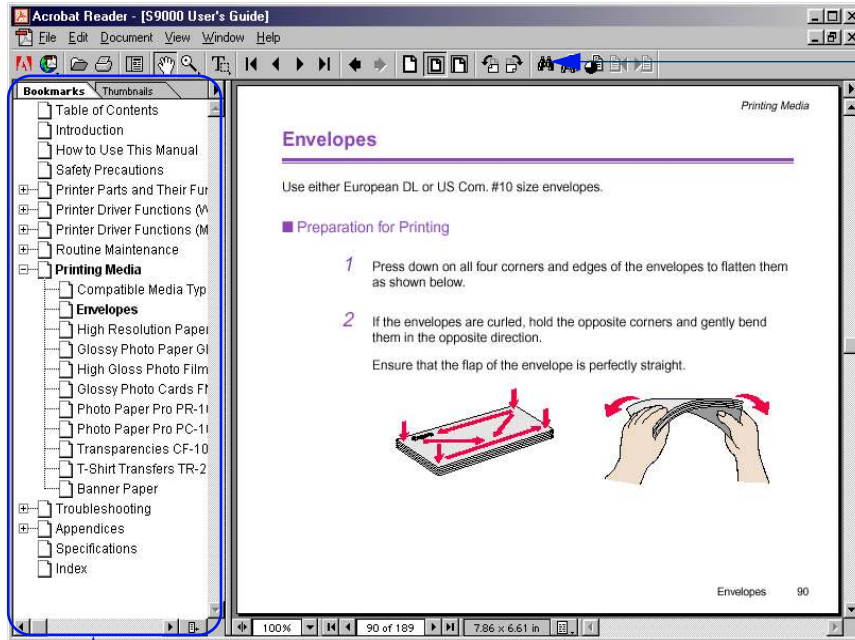 Acrobat Reader - [S9000 User's Guide]
File Edit Document View Window Help
Bookmarks Thumbnails
Table of Contents
Introduction
How to Use This Manual
Safety Precautions
Printer Parts and Their Fur
Printer Driver Functions (W
Printer Driver Functions (M
Routine Maintenance
Printing Media
Compatible Media Typ
Envelopes
High Resolution Paper
Glossy Photo Paper Gl
High Gloss Photo Film
Glossy Photo Cards F
Photo Paper Pro PR-1
Photo Paper Pro PC-1
Transparencies CF-10
T-Shirt Transfers TR-2
Banner Paper
Troubleshooting
Appendices
Specifications
Index
Printing Media
Envelopes
Use either European DL or US Com. #10 size envelopes.
Preparation for Printing
1 Press down on all four corners and edges of the envelopes to flatten them
as shown below.
2 If the envelopes are curled, hold the opposite corners and gently bend
them in the opposite direction.
Ensure that the flap of the envelope is perfectly straight.
Envelopes 90
100% 90 of 189 7.86 x 6.61 in